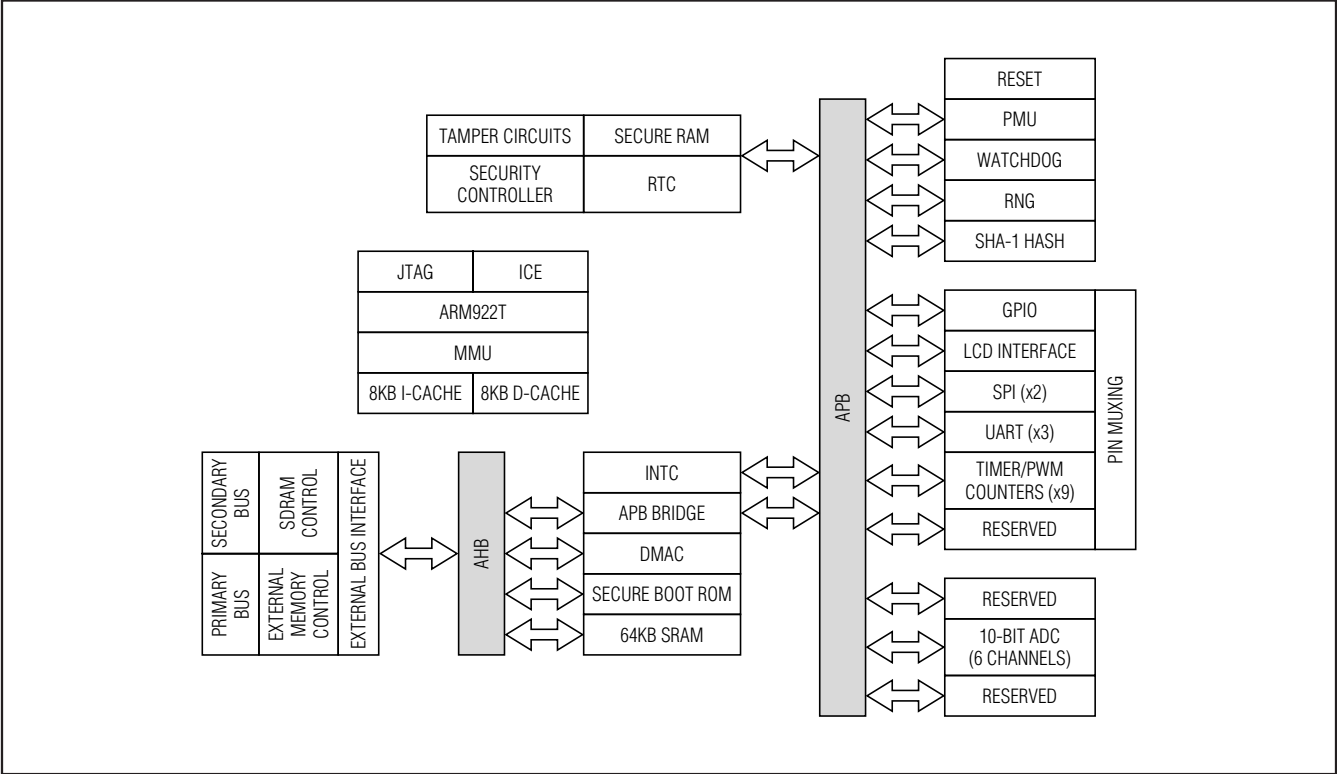 RESET
PMU
WATCHDOG
RNG
SHA-1 HASH
TAMPER CIRCUITS
SECURE RAM
SECURITY
CONTROLLER
RTC
JTAG
ICE
ARM922T
MMU
8KB I-CACHE
8KB D-CACHE
APB
GPIO
LCD INTERFACE
SPI (x2)
UART (x3)
TIMER/PWM
COUNTERS (x9)
RESERVED
PIN MUXING
SECONDARY
BUS
SDRAM
CONTROL
PRIMARY
BUS
EXTERNAL
MEMORY
CONTROL
EXTERNAL BUS INTERFACE
AHB
INTC
APB BRIDGE
DMAC
SECURE BOOT ROM
64KB SRAM
RESERVED
10-BIT ADC
(6 CHANNELS)
RESERVED